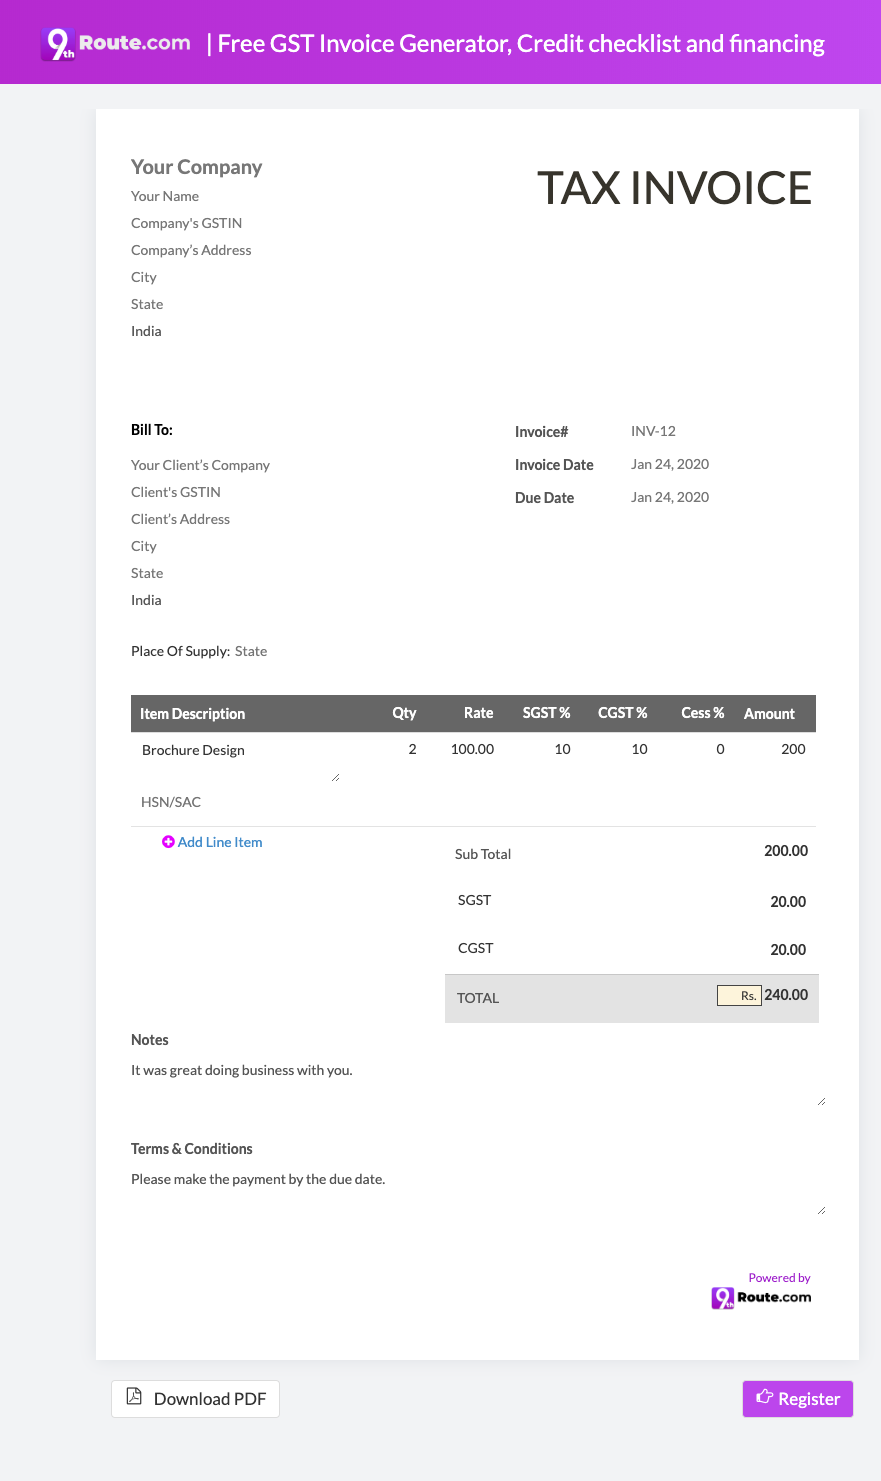 9th Route.com | Free GST Invoice Generator, Credit checklist and financing
Your Company
TAX INVOICE
Your Name
Company's GSTIN
Company’s Address
City
State
India
Bill To:
Your Client’s Company
Client's GSTIN
Client’s Address
City
State
India
Invoice# INV-12
Invoice Date Jan 24, 2020
Due Date Jan 24, 2020
Place Of Supply: State
Item Description Qty Rate SGST % CGST % Cess % Amount
Brochure Design 2 100.00 10 10 0 200
HSN/SAC
Add Line Item
Sub Total 200.00
SGST 20.00
CGST 20.00
TOTAL Rs. 240.00
Notes
It was great doing business with you.
Terms & Conditions
Please make the payment by the due date.
Powered by
9th Route.com
Download PDF
Register